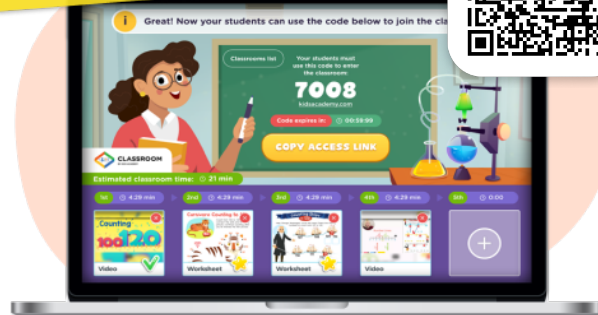 i Great! Now your students can use the code below to join the cla
Classrooms list
Your students must
use this code to enter
the classroom
7008
kidsacademy.com
Code expires in: 00:59:99
COPY ACCESS LINK
CLASSROOM
Estimated classroom time: 21 min
1st 4:29 min
2nd 4:29 min
3rd 4:29 min
4th 4:29 min
5th 0:00
Counting
100 120
Video
Worksheet
Worksheet
Video